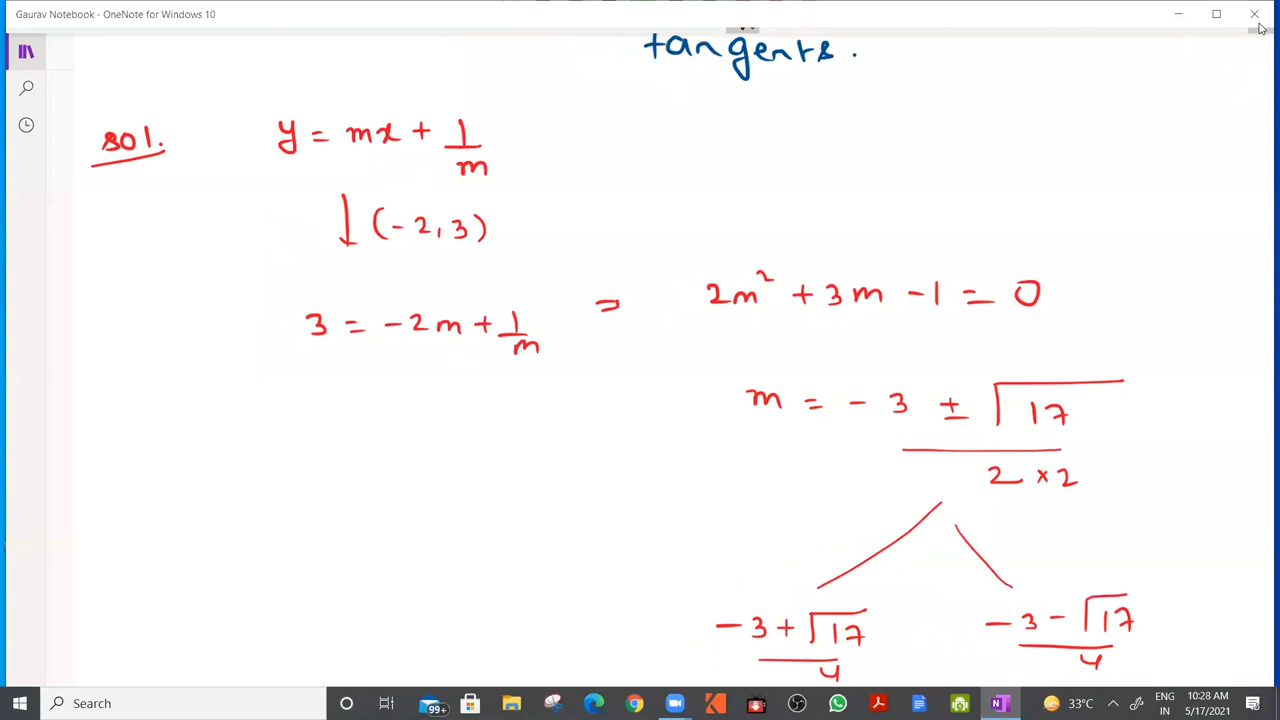 Gaurav Notebook - OneNote for Windows 10
tangents.
sol. y = mx + 1/m
↓ (-2, 3)
3 = -2m + 1/m = 2m² + 3m - 1 = 0
m = - 3 ± √17 / 2 × 2
-3 + √17 / 4 -3 - √17 / 4
Search
99+
33°C
ENG
IN
10:28 AM
5/17/2021